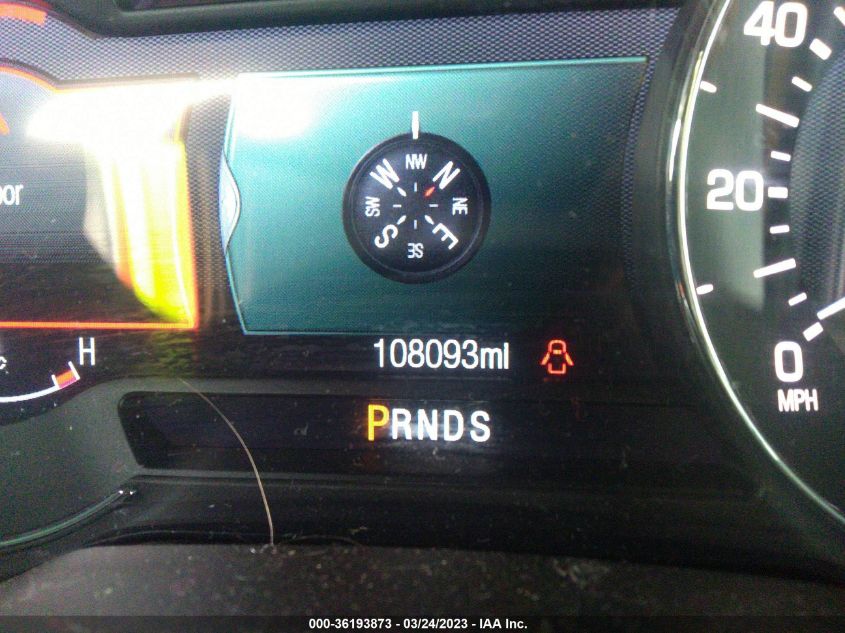 40
NW
W N
oor
20
SW NE
S E
SE
108093mi
H
c
0
MPH
PRNDS
000-36193873 - 03/24/2023 - IAA Inc.